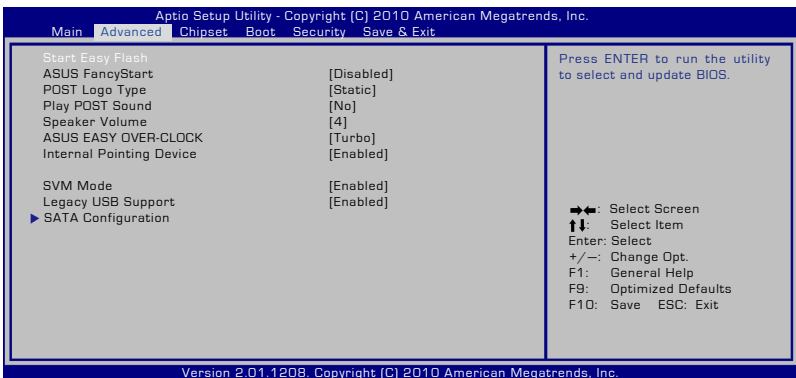 Aptio Setup Utility - Copyright (C) 2010 American Megatrends, Inc.
Main Advanced Chipset Boot Security Save & Exit
Start Easy Flash
ASUS FancyStart [Disabled]
POST Logo Type [Static]
Play POST Sound [No]
Speaker Volume [4]
ASUS EASY OVER-CLOCK [Turbo]
Internal Pointing Device [Enabled]
SVM Mode [Enabled]
Legacy USB Support [Enabled]
SATA Configuration
Press ENTER to run the utility
to select and update BIOS.
→←: Select Screen
↑↓: Select Item
Enter: Select
+/—: Change Opt.
F1: General Help
F9: Optimized Defaults
F10: Save ESC: Exit
Version 2.01.1208. Copyright (C) 2010 American Megatrends, Inc.